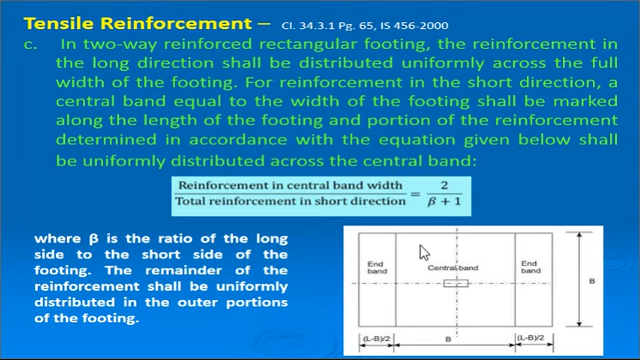 Tensile Reinforcement – Cl. 34.3.1 Pg. 65, IS 456-2000
c. In two-way reinforced rectangular footing, the reinforcement in
the long direction shall be distributed uniformly across the full
width of the footing. For reinforcement in the short direction, a
central band equal to the width of the footing shall be marked
along the length of the footing and portion of the reinforcement
determined in accordance with the equation given below shall
be uniformly distributed across the central band:
Reinforcement in central band width / Total reinforcement in short direction = 2 / β + 1
where β is the ratio of the long
side to the short side of the
footing. The remainder of the
reinforcement shall be uniformly
distributed in the outer portions
of the footing.
End band
Central band
End band
B
(L-B)/2
B
(L-B)/2